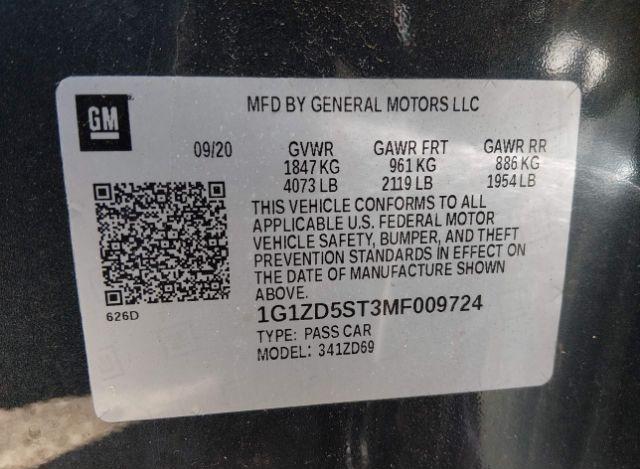 GM
MFD BY GENERAL MOTORS LLC
09/20 GVWR GAWR FRT GAWR RR
1847 KG 961 KG 886 KG
4073 LB 2119 LB 1954 LB
THIS VEHICLE CONFORMS TO ALL
APPLICABLE U.S. FEDERAL MOTOR
VEHICLE SAFETY, BUMPER, AND THEFT
PREVENTION STANDARDS IN EFFECT ON
THE DATE OF MANUFACTURE SHOWN
ABOVE.
626D
1G1ZD5ST3MF009724
TYPE: PASS CAR
MODEL: 341ZD69